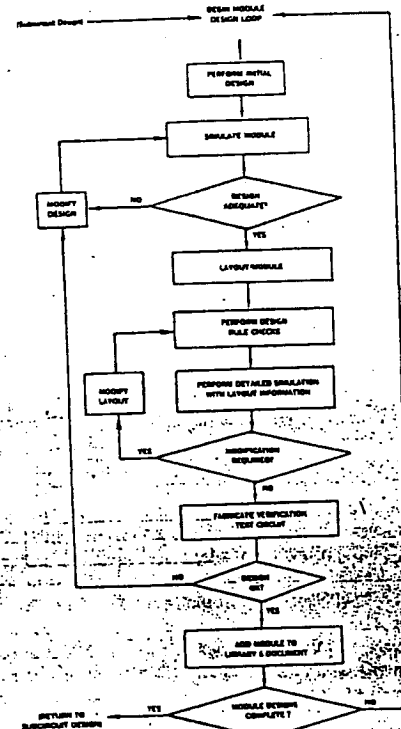 (Subcircuit Design)
BEGIN MODULE
DESIGN LOOP
PERFORM INITIAL
DESIGN
SIMULATE MODULE
MODIFY
DESIGN
NO
DESIGN
ADEQUATE?
YES
LAYOUT MODULE
PERFORM DESIGN
RULE CHECKS
MODIFY
LAYOUT
PERFORM DETAILED SIMULATION
WITH LAYOUT INFORMATION
YES
MODIFICATION
REQUIRED?
NO
FABRICATE VERIFICATION
TEST CIRCUIT
NO
DESIGN
OK?
YES
ADD MODULE TO
LIBRARY & DOCUMENT
(RETURN TO
SUBCIRCUIT DESIGN)
YES
MODULE DESIGNS
COMPLETE ?
NO